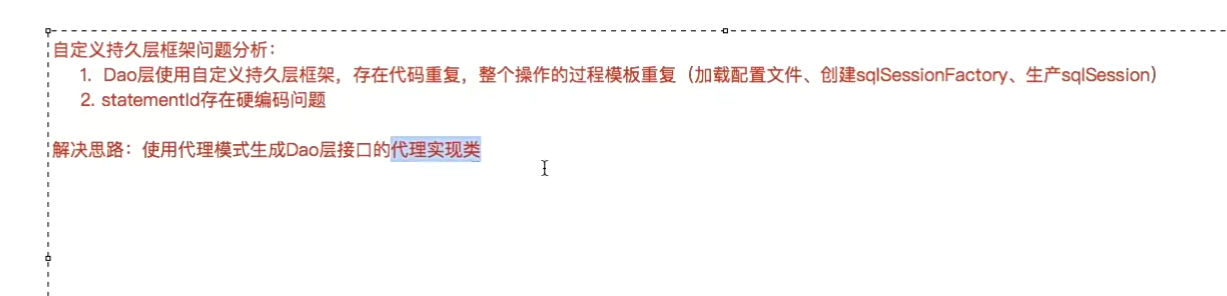 自定义持久层框架问题分析：
1. Dao层使用自定义持久层框架，存在代码重复，整个操作的过程模板重复（加载配置文件、创建sqlSessionFactory、生产sqlSession）
2. statementId存在硬编码问题
解决思路：使用代理模式生成Dao层接口的代理实现类